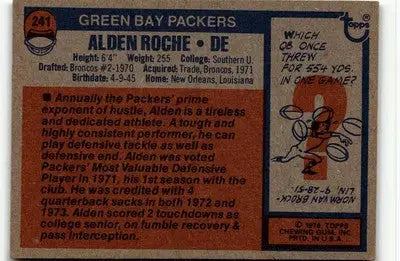 241
GREEN BAY PACKERS
ALDEN ROCHE • DE
Height: 6'4" Weight: 255 College: Southern U.
Drafted: Broncos #2-1970 Acquired: Trade, Broncos, 1971
Birthdate: 4-9-45 Home: New Orleans, Louisiana
Annually the Packers' prime
exponent of hustle, Alden is a tireless
and dedicated athlete. A tough and
highly consistent performer, he can
play defensive tackle as well as
defensive end. Alden was voted
Packers' Most Valuable Defensive
Player in 1971, his 1st season with the
club. He was credited with 4
quarterback sacks in both 1972 and
1973. Alden scored 2 touchdowns as
college senior, on fumble recovery &
pass interception.
Topps
WHICH
QB ONCE
THREW
FOR 554 YDS.
IN ONE GAME?
NORM VAN BROCK-
LIN, 9-28-51.
© 1976 TOPPS
CHEWING GUM, INC.
PRTD. IN U.S.A.